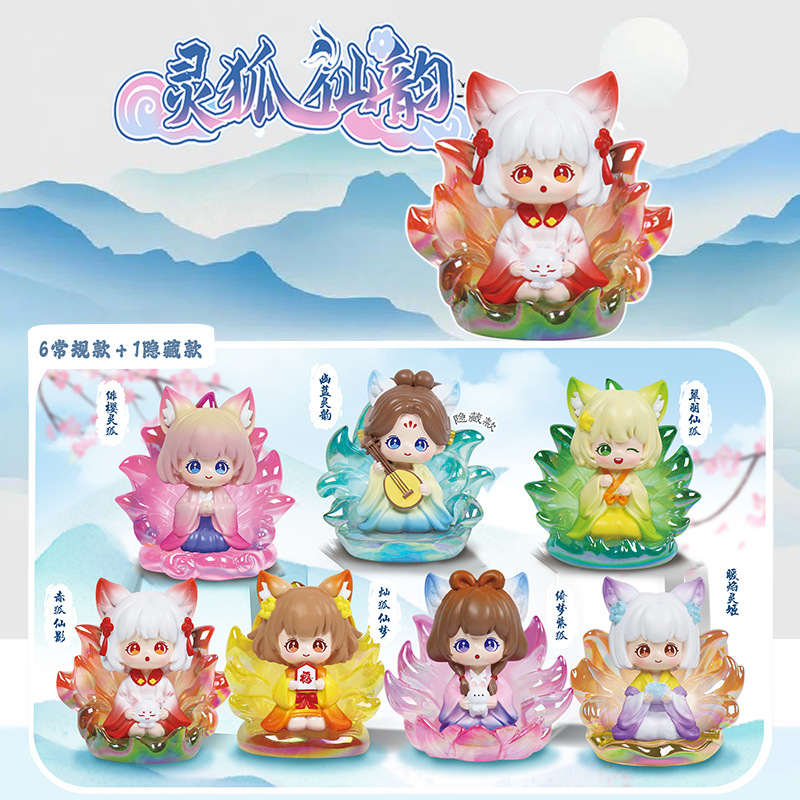 灵狐仙韵
6常规款+1隐藏款
绯樱灵狐
幽蓝灵韵
隐藏款
翠羽仙狐
赤狐仙影
灿狐仙梦
绮梦紫狐
暖焰灵姬
福